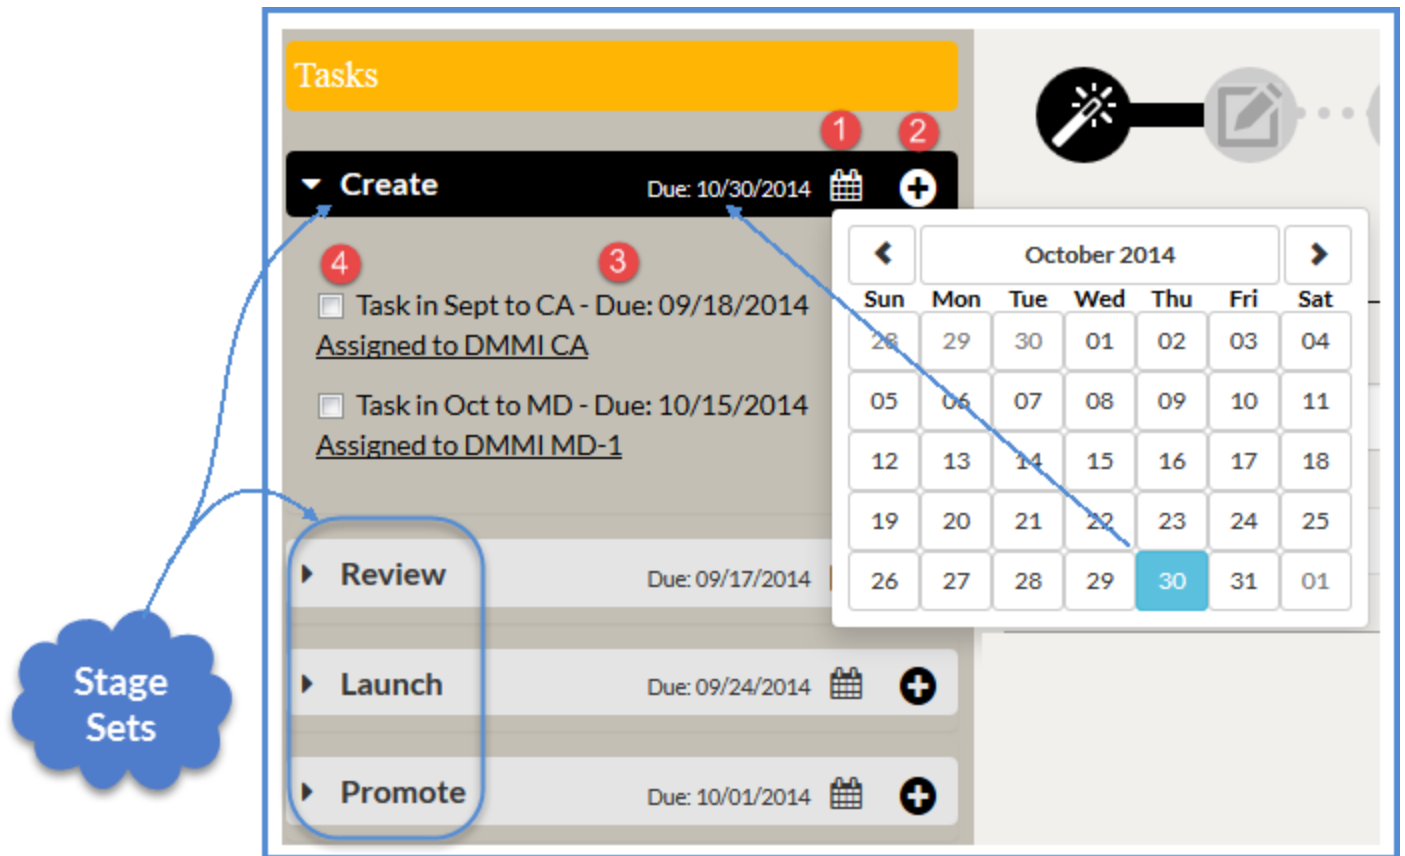 Tasks
1 2
Create Due: 10/30/2014
4 3
Task in Sept to CA - Due: 09/18/2014
Assigned to DMMI CA
Task in Oct to MD - Due: 10/15/2014
Assigned to DMMI MD-1
Review Due: 09/17/2014
Launch Due: 09/24/2014
Promote Due: 10/01/2014
Stage
Sets
October 2014
Sun Mon Tue Wed Thu Fri Sat
28 29 30 01 02 03 04
05 06 07 08 09 10 11
12 13 14 15 16 17 18
19 20 21 22 23 24 25
26 27 28 29 30 31 01